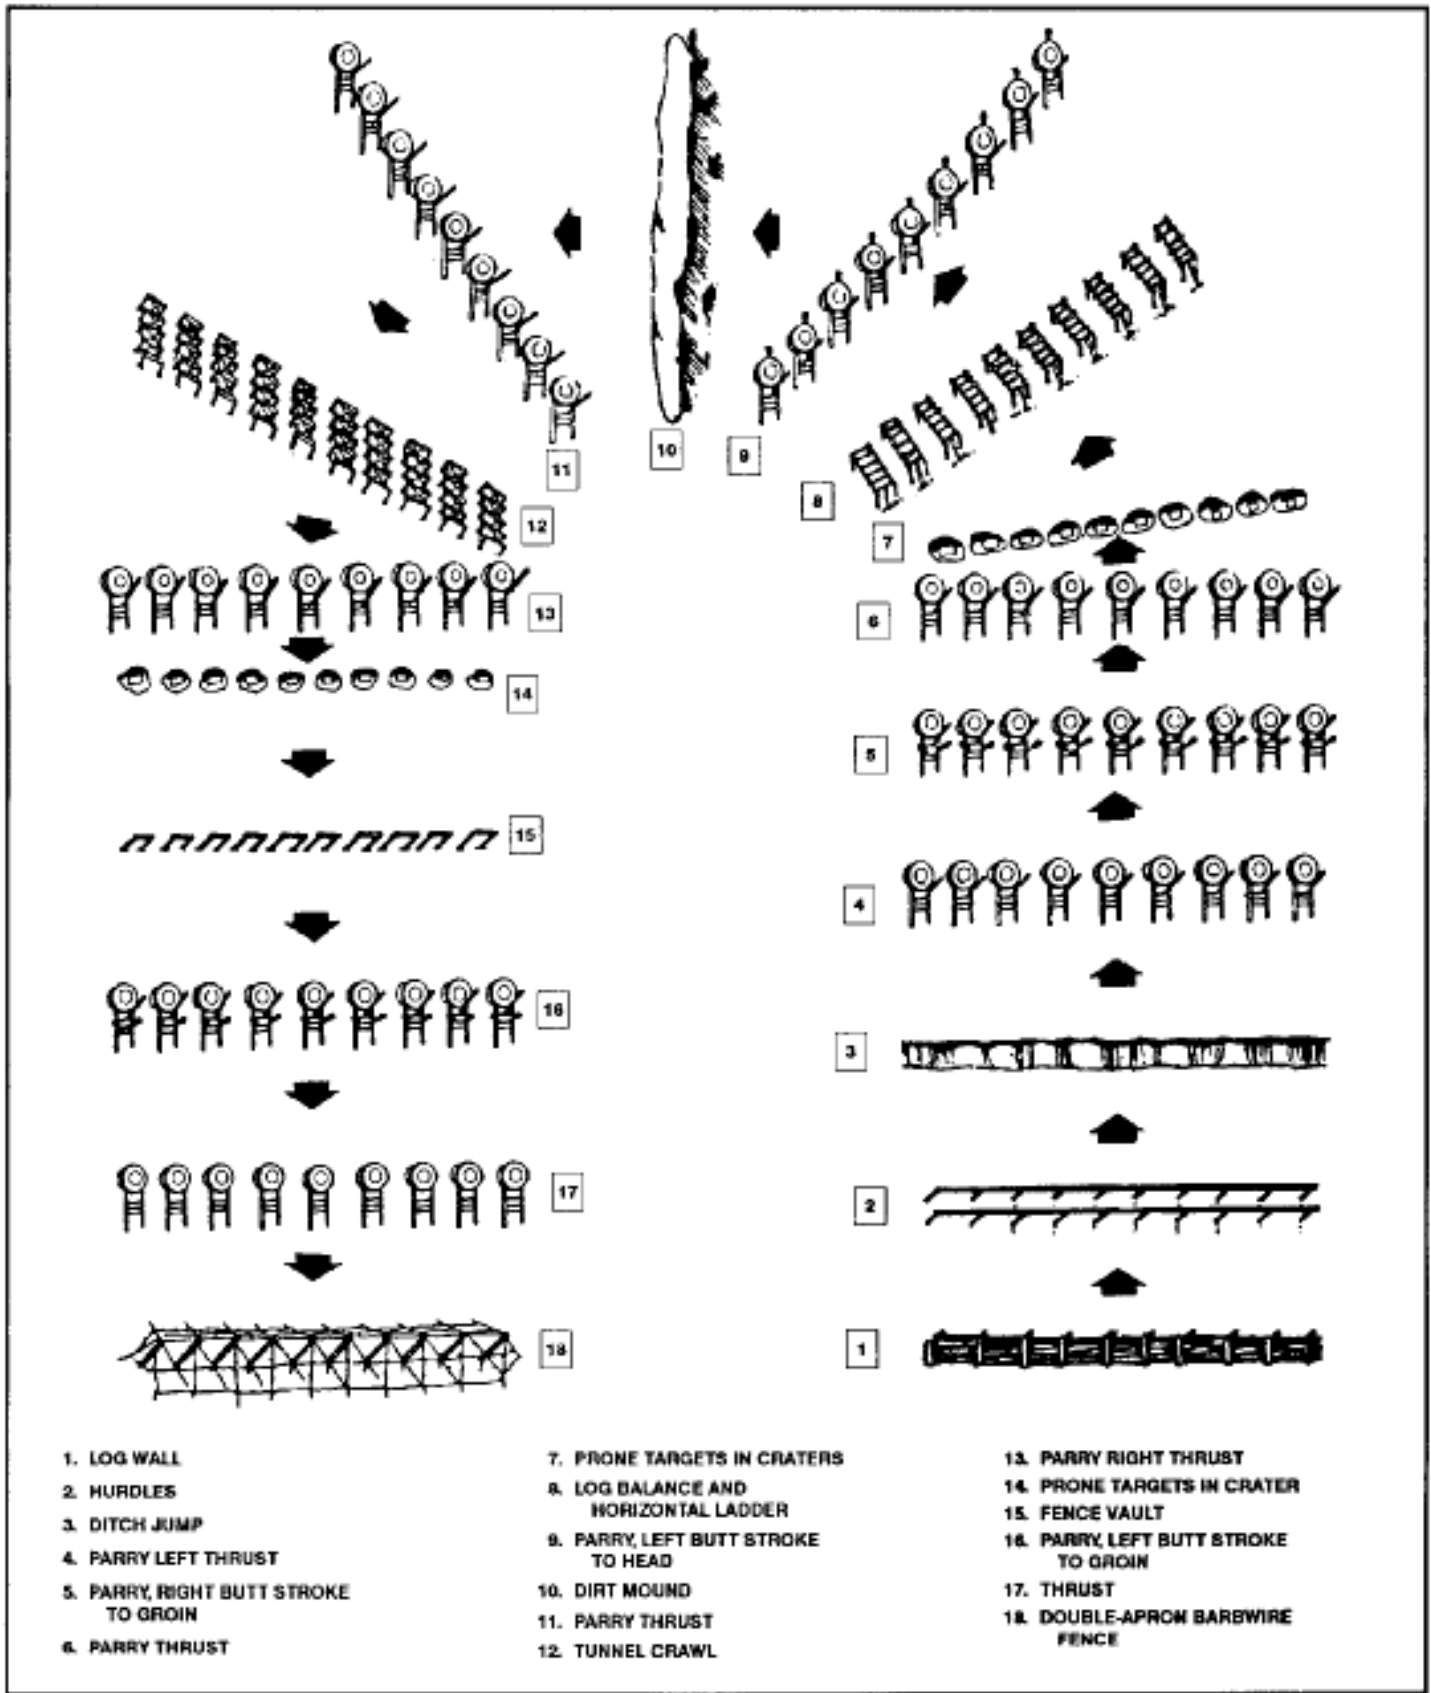 11
10
9
8
12
7
13
6
14
5
15
4
16
3
17
2
18
1
1. LOG WALL
2. HURDLES
3. DITCH JUMP
4. PARRY LEFT THRUST
5. PARRY, RIGHT BUTT STROKE
TO GROIN
6. PARRY THRUST
7. PRONE TARGETS IN CRATERS
8. LOG BALANCE AND
HORIZONTAL LADDER
9. PARRY, LEFT BUTT STROKE
TO HEAD
10. DIRT MOUND
11. PARRY THRUST
12. TUNNEL CRAWL
13. PARRY RIGHT THRUST
14. PRONE TARGETS IN CRATER
15. FENCE VAULT
16. PARRY, LEFT BUTT STROKE
TO GROIN
17. THRUST
18. DOUBLE-APRON BARBWIRE
FENCE